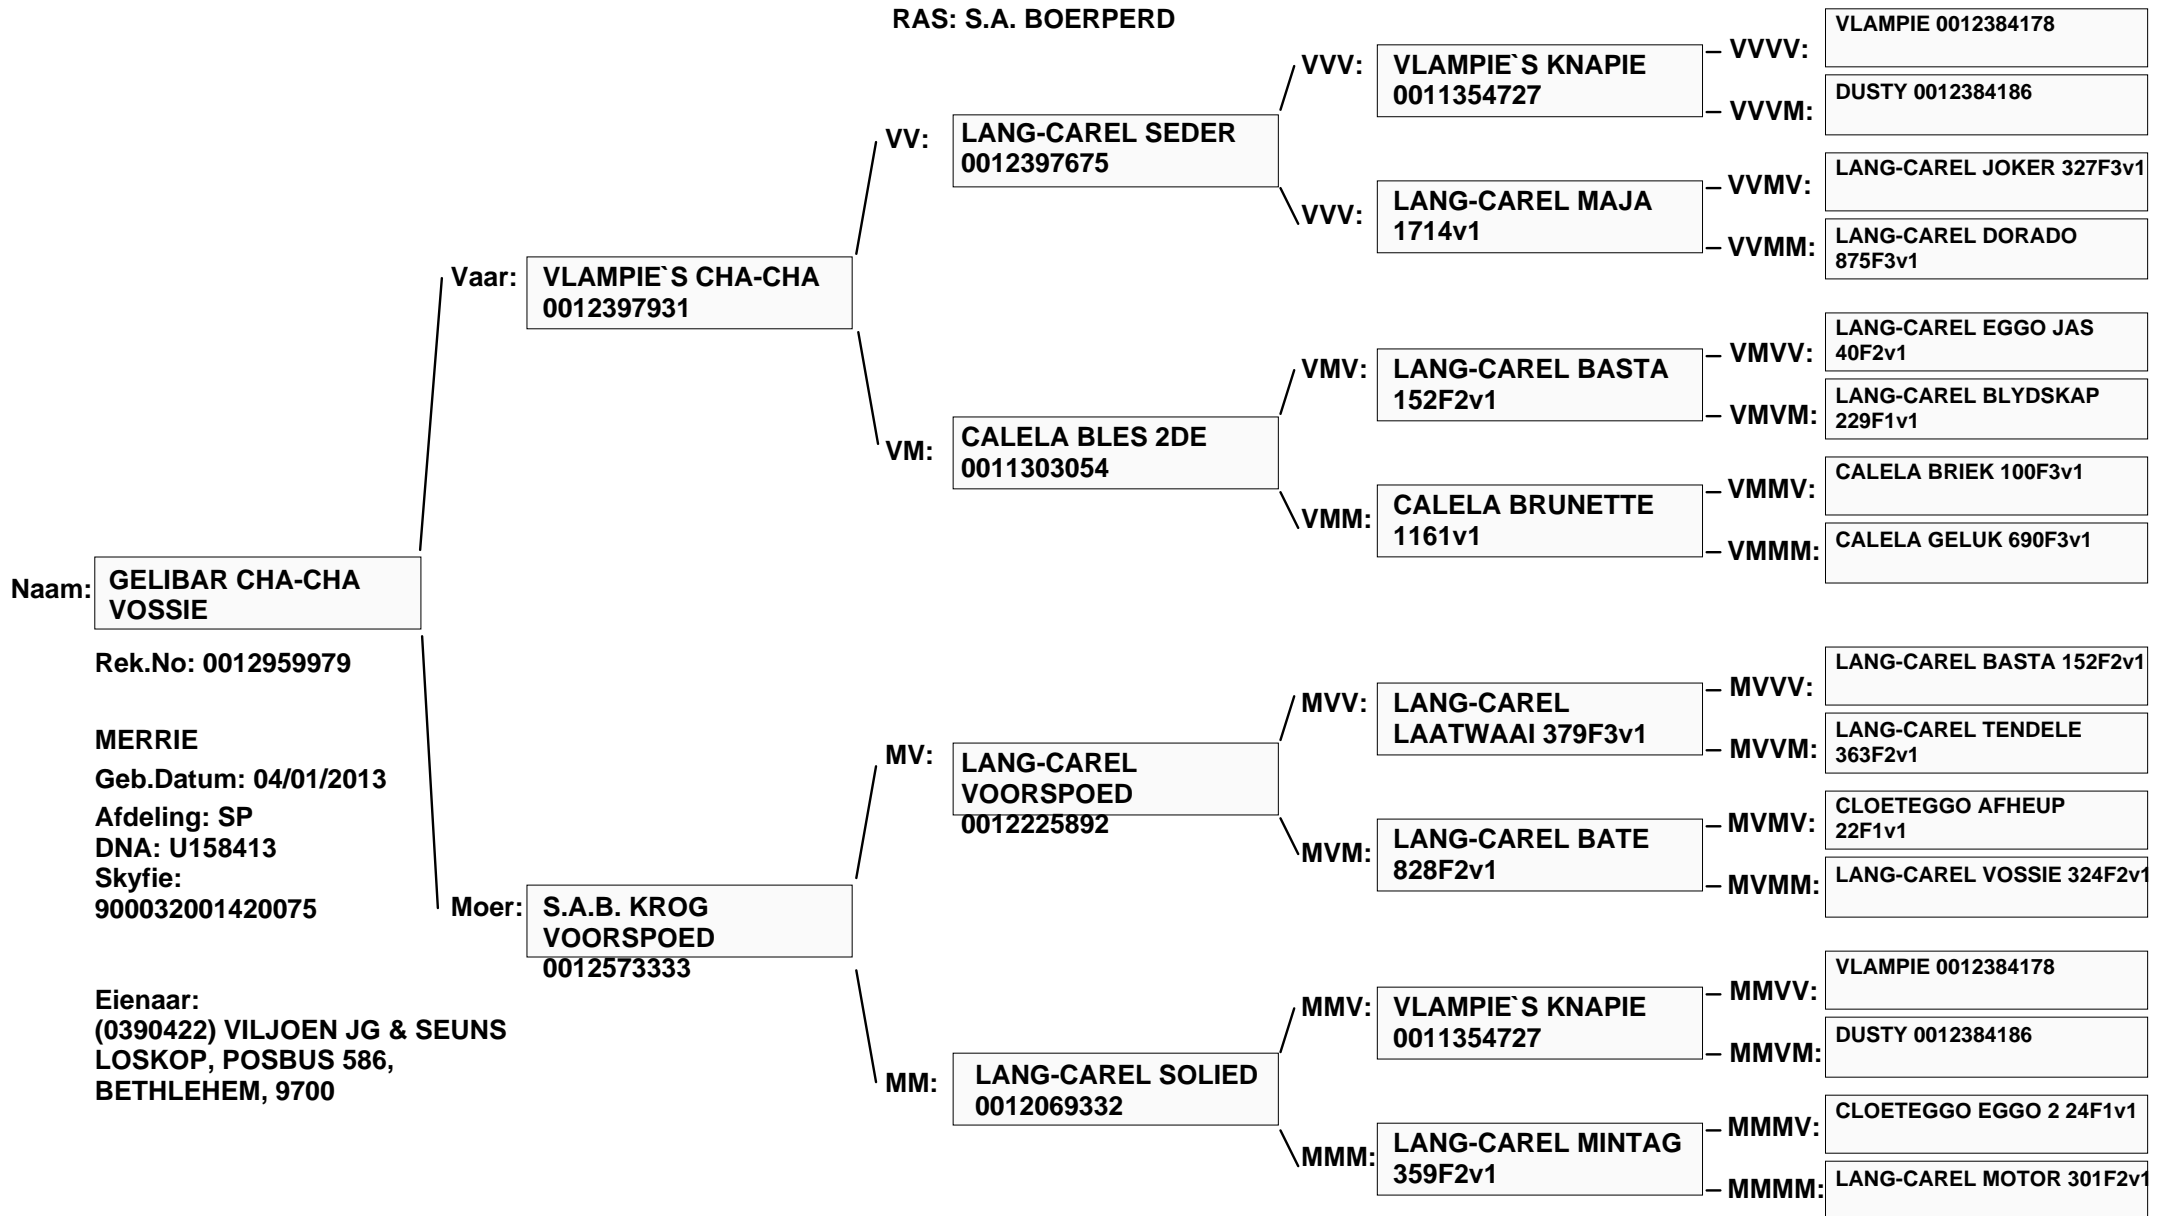 RAS: S.A. BOERPERD
Naam:
GELIBAR CHA-CHA
VOSSIE
Rek.No: 0012959979
MERRIE
Geb.Datum: 04/01/2013
Afdeling: SP
DNA: U158413
Skyfie:
900032001420075
Eienaar:
(0390422) VILJOEN JG & SEUNS
LOSKOP, POSBUS 586,
BETHLEHEM, 9700
Vaar:
VLAMPIE`S CHA-CHA
0012397931
Moer:
S.A.B. KROG
VOORSPOED
0012573333
VV:
LANG-CAREL SEDER
0012397675
VM:
CALELA BLES 2DE
0011303054
MV:
LANG-CAREL
VOORSPOED
0012225892
MM:
LANG-CAREL SOLIED
0012069332
VVV:
VLAMPIE`S KNAPIE
0011354727
VVV:
LANG-CAREL MAJA
1714v1
VMV:
LANG-CAREL BASTA
152F2v1
VMM:
CALELA BRUNETTE
1161v1
MVV:
LANG-CAREL
LAATWAAI 379F3v1
MVM:
LANG-CAREL BATE
828F2v1
MMV:
VLAMPIE`S KNAPIE
0011354727
MMM:
LANG-CAREL MINTAG
359F2v1
VVVV:
VLAMPIE 0012384178
VVVM:
DUSTY 0012384186
VVMV:
LANG-CAREL JOKER 327F3v1
VVMM:
LANG-CAREL DORADO
875F3v1
VMVV:
LANG-CAREL EGGO JAS
40F2v1
VMVM:
LANG-CAREL BLYDSKAP
229F1v1
VMMV:
CALELA BRIEK 100F3v1
VMMM:
CALELA GELUK 690F3v1
MVVV:
LANG-CAREL BASTA 152F2v1
MVVM:
LANG-CAREL TENDELE
363F2v1
MVMV:
CLOETEGGO AFHEUP
22F1v1
MVMM:
LANG-CAREL VOSSIE 324F2v1
MMVV:
VLAMPIE 0012384178
MMVM:
DUSTY 0012384186
MMMV:
CLOETEGGO EGGO 2 24F1v1
MMMM:
LANG-CAREL MOTOR 301F2v1